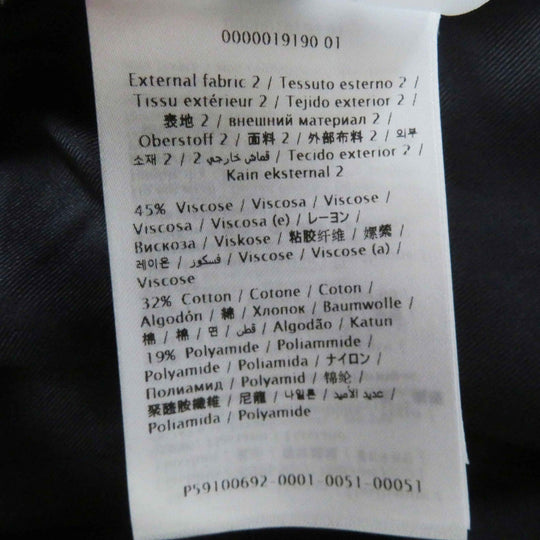 0000019190 01
External fabric 2 / Tessuto esterno 2 /
Tissu extérieur 2 / Tejido exterior 2 /
表地 2 / внешний материал 2 /
Oberstoff 2 / 面料 2 / 外部布料 2 / 외부
소재 2 / قماش خارجي 2 / Tecido exterior 2 /
Kain eksternal 2
45% Viscose / Viscosa / Viscose /
Viscosa / Viscosa (e) / レーヨン /
Вискоза / Viskose / 粘胶纤维 / 嫘縈 /
레이온 / فسكوز / Viscose / Viscose (a) /
Viscose
32% Cotton / Cotone / Coton /
Algodón / 綿 / Хлопок / Baumwolle /
棉 / 棉 / 면 / قطن / Algodão / Katun
19% Polyamide / Poliammide /
Polyamide / Poliamida / ナイロン /
Полиамид / Polyamid / 锦纶 /
聚醯胺纖維 / 尼龍 / 나일론 / عديد الأميد /
Poliamida / Polyamide
P59100692-0001-0051-00051